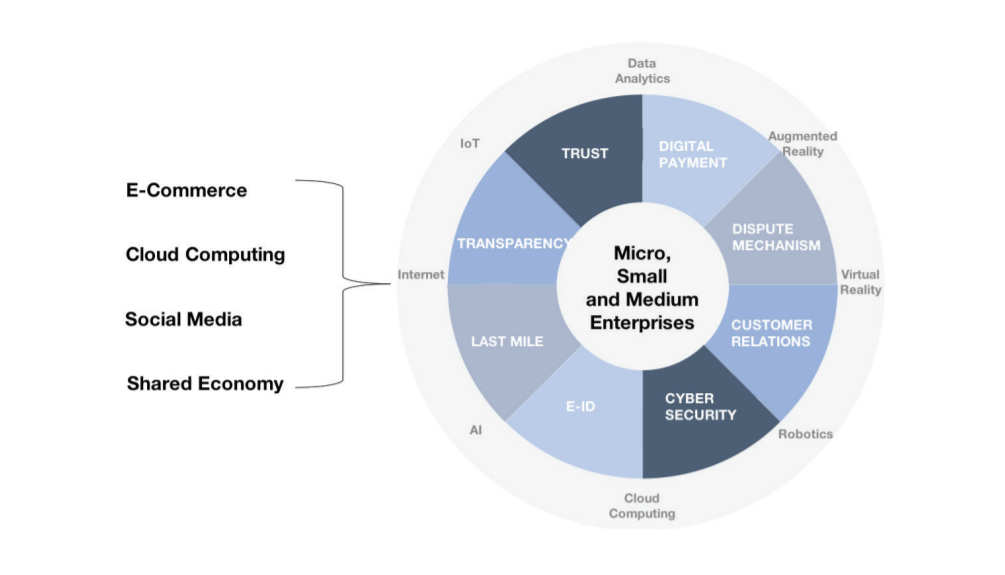 E-Commerce
Cloud Computing
Social Media
Shared Economy
Data
Analytics
Augmented
Reality
Virtual
Reality
Robotics
Cloud
Computing
AI
Internet
IoT
TRUST
DIGITAL
PAYMENT
DISPUTE
MECHANISM
CUSTOMER
RELATIONS
CYBER
SECURITY
E-ID
LAST MILE
TRANSPARENCY
Micro,
Small
and Medium
Enterprises